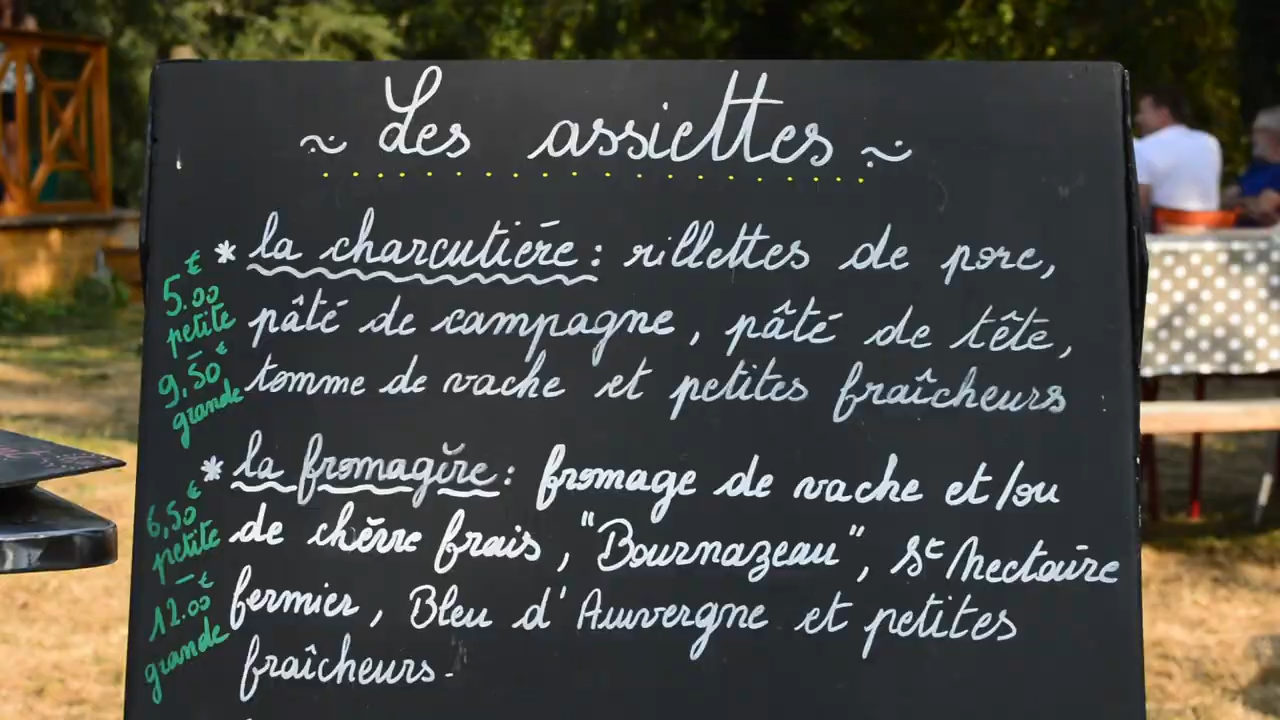 ~ Les assiettes ~
* la charcutière : rillettes de porc,
pâté de campagne, pâté de tête,
tomme de vache et petites fraîcheurs
5.00 €
petite
9,50 €
grande
* la fromagère : fromage de vache et/ou
de chèvre frais, "Bournazeau", St Nectaire
fermier, Bleu d'Auvergne et petites
fraîcheurs.
6,50 €
petite
12.00 €
grande